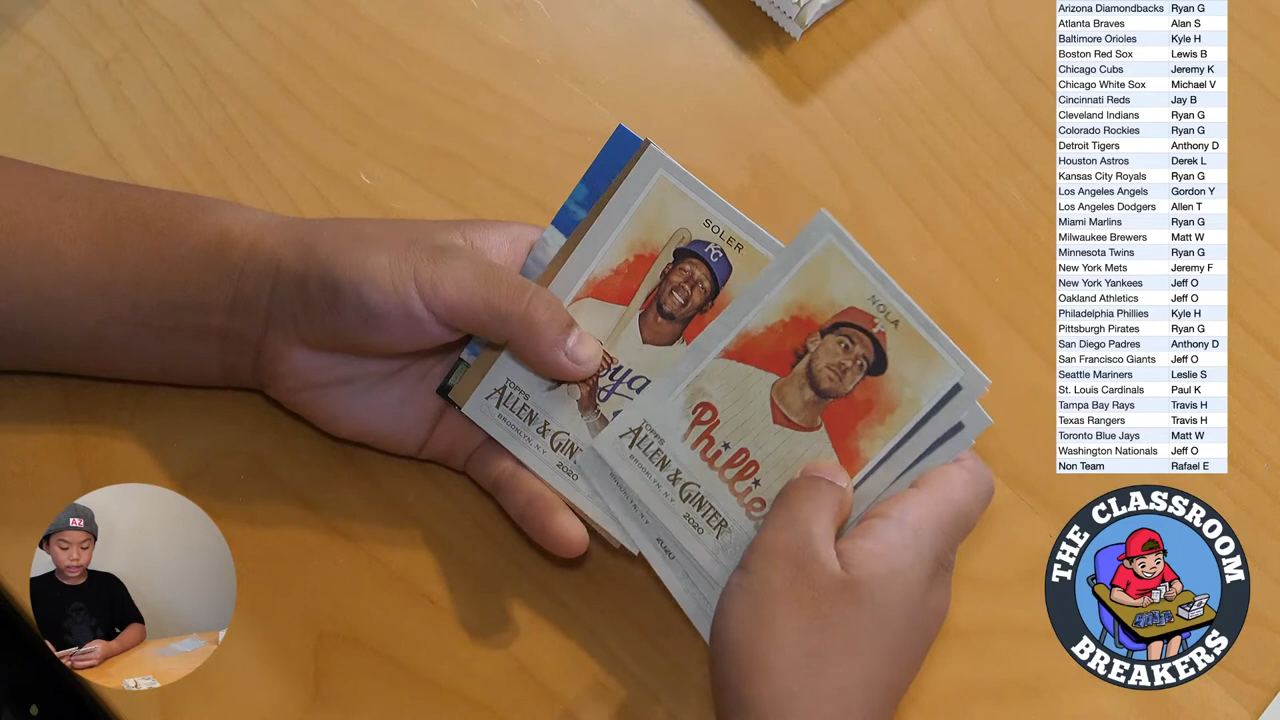 Arizona Diamondbacks Ryan G
Atlanta Braves Alan S
Baltimore Orioles Kyle H
Boston Red Sox Lewis B
Chicago Cubs Jeremy K
Chicago White Sox Michael V
Cincinnati Reds Jay B
Cleveland Indians Ryan G
Colorado Rockies Ryan G
Detroit Tigers Anthony D
Houston Astros Derek L
Kansas City Royals Ryan G
Los Angeles Angels Gordon Y
Los Angeles Dodgers Allen T
Miami Marlins Ryan G
Milwaukee Brewers Matt W
Minnesota Twins Ryan G
New York Mets Jeremy F
New York Yankees Jeff O
Oakland Athletics Jeff O
Philadelphia Phillies Kyle H
Pittsburgh Pirates Ryan G
San Diego Padres Anthony D
San Francisco Giants Jeff O
Seattle Mariners Leslie S
St. Louis Cardinals Paul K
Tampa Bay Rays Travis H
Texas Rangers Travis H
Toronto Blue Jays Matt W
Washington Nationals Jeff O
Non Team Rafael E
SOLER
KC
TOPPS
ALLEN & GINTER
BROOKLYN, N.Y.
2020
NOLA
P
Phillie
TOPPS
ALLEN & GINTER
BROOKLYN, N.Y.
2020
BROOKLYN, N.Y.
2020
AZ
THE CLASSROOM
BREAKERS